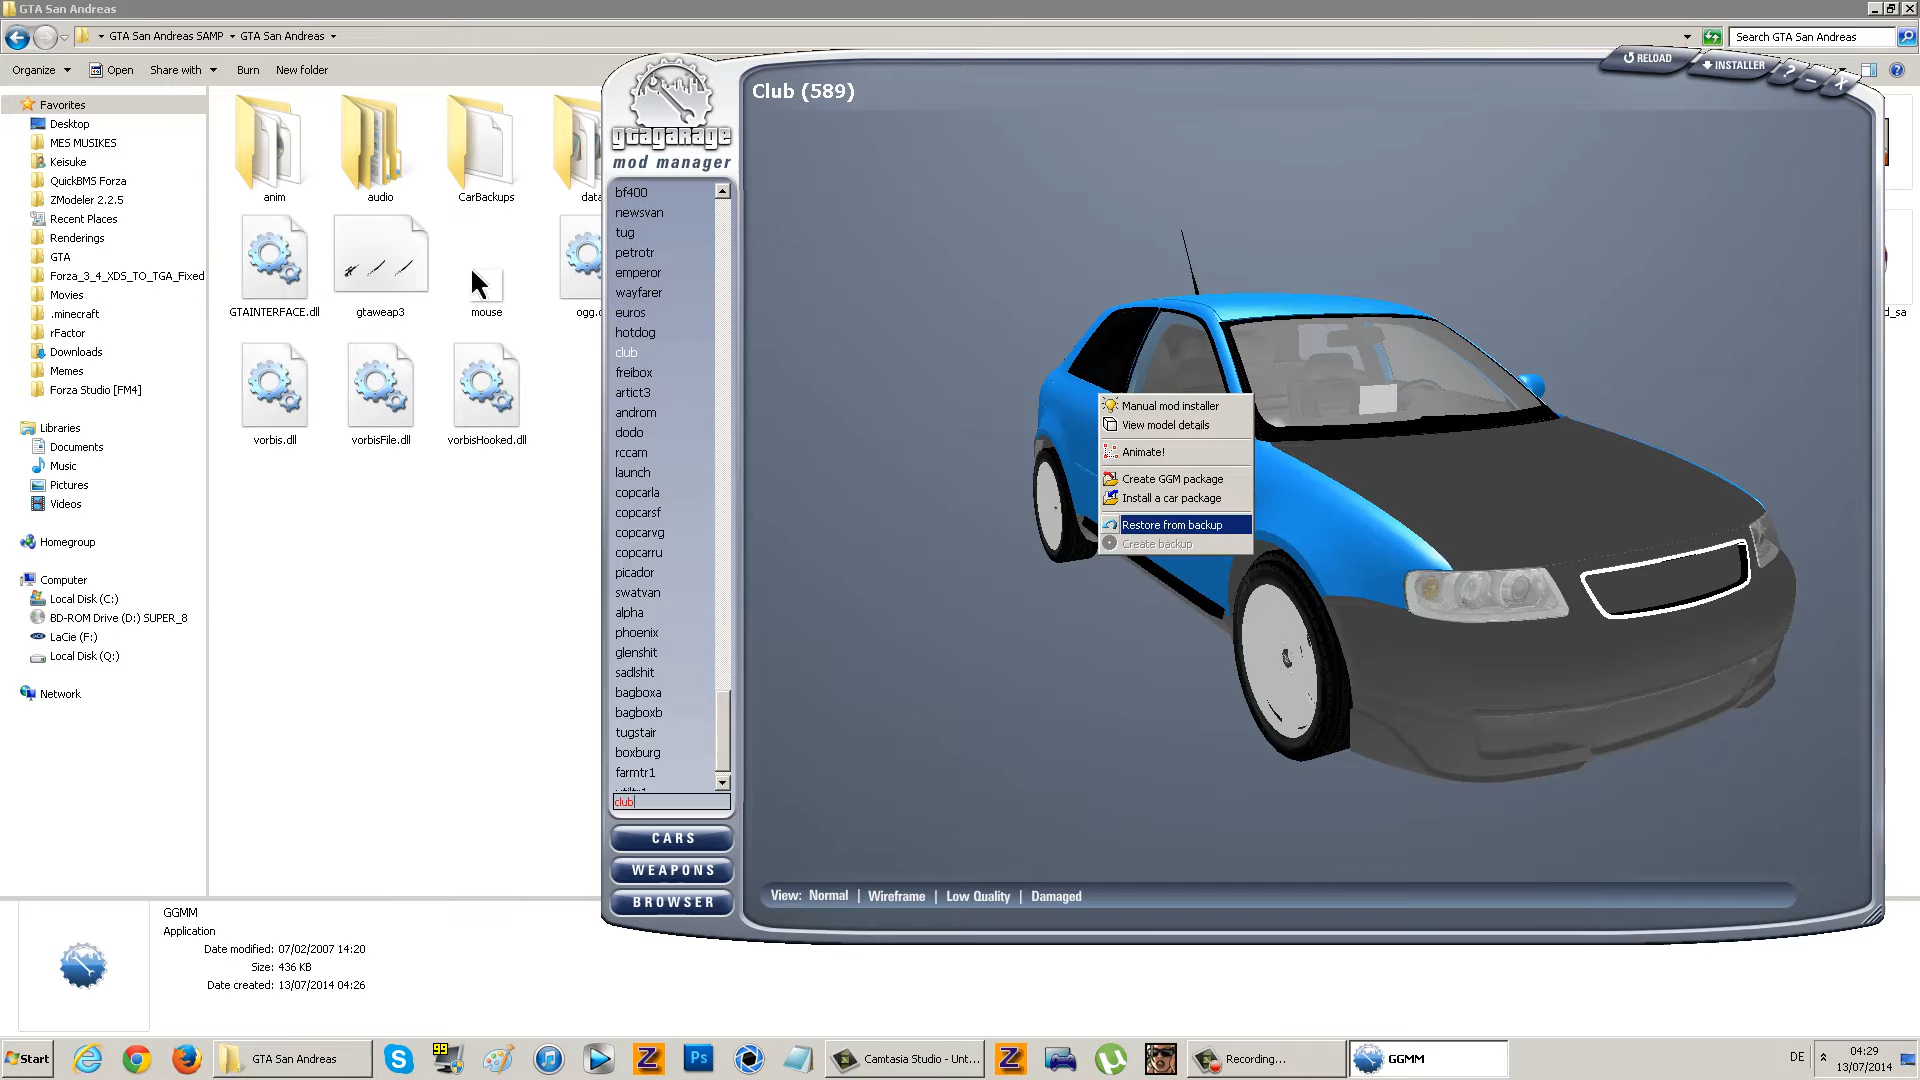 GTA San Andreas
GTA San Andreas SAMP
GTA San Andreas
Search GTA San Andreas
Organize
Open
Share with
Burn
New folder
Favorites
Desktop
MES MUSIKES
Keisuke
QuickBMS Forza
ZModeler 2.2.5
Recent Places
Renderings
GTA
Forza_3_4_XDS_TO_TGA_Fixed
Movies
.minecraft
rFactor
Downloads
Memes
Forza Studio [FM4]
Libraries
Documents
Music
Pictures
Videos
Homegroup
Computer
Local Disk (C:)
BD-ROM Drive (D:) SUPER_8
LaCie (F:)
Local Disk (Q:)
Network
anim
audio
CarBackups
data
GTAINTERFACE.dll
gtaweap3
mouse
ogg.
vorbis.dll
vorbisFile.dll
vorbisHooked.dll
d_sa
gtagarage
mod manager
Club (589)
RELOAD
INSTALLER
?
X
bf400
newsvan
tug
petrotr
emperor
wayfarer
euros
hotdog
club
freibox
artict3
androm
dodo
rccam
launch
copcarla
copcarsf
copcarvg
copcarru
picador
swatvan
alpha
phoenix
glenshit
sadlshit
bagboxa
bagboxb
tugstair
boxburg
farmtr1
club
CARS
WEAPONS
BROWSER
Manual mod installer
View model details
Animate!
Create GGM package
Install a car package
Restore from backup
Create backup
View: Normal | Wireframe | Low Quality | Damaged
GGMM
Application
Date modified: 07/02/2007 14:20
Size: 436 KB
Date created: 13/07/2014 04:26
Start
GTA San Andreas
99
Ps
Camtasia Studio - Unt...
Recording...
GGMM
DE
04:29
13/07/2014